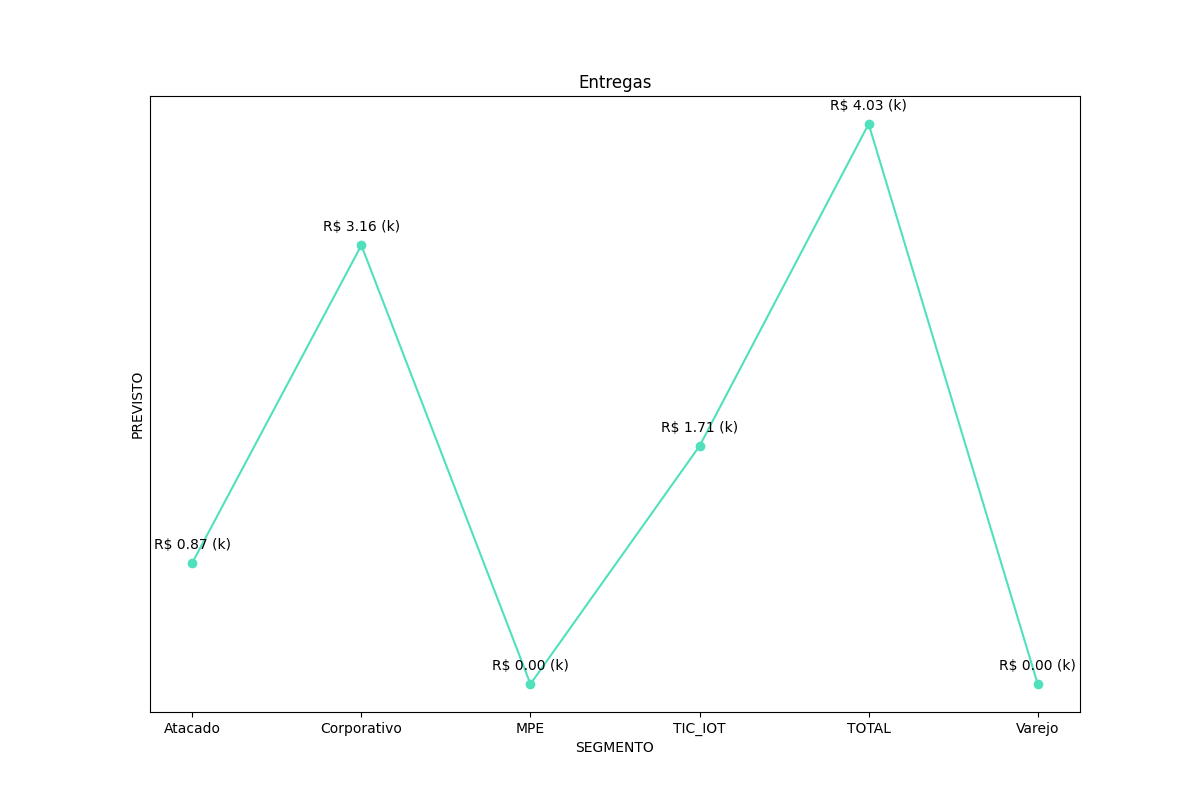 Entregas
R$ 4.03 (k)
R$ 3.16 (k)
R$ 1.71 (k)
R$ 0.87 (k)
R$ 0.00 (k)
R$ 0.00 (k)
PREVISTO
Atacado Corporativo MPE TIC_IOT TOTAL Varejo
SEGMENTO